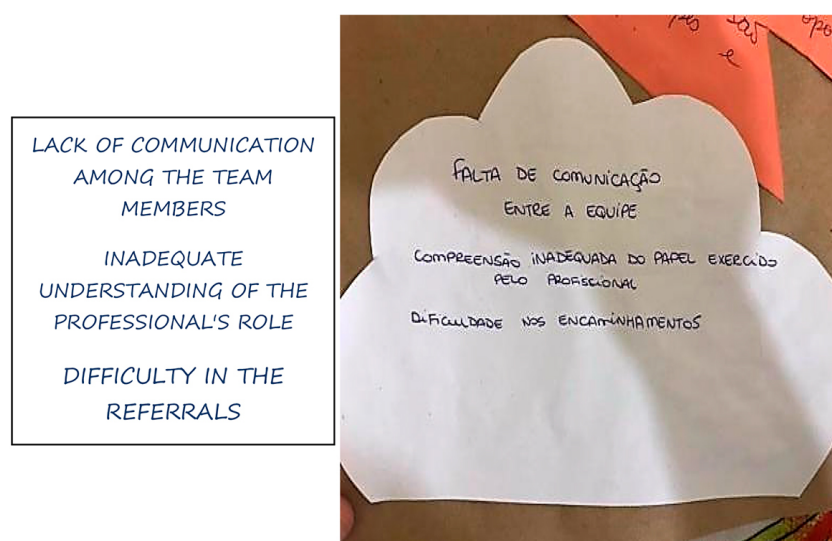 LACK OF COMMUNICATION
AMONG THE TEAM
MEMBERS
INADEQUATE
UNDERSTANDING OF THE
PROFESSIONAL'S ROLE
DIFFICULTY IN THE
REFERRALS
e
FALTA DE COMUNICAÇÃO
ENTRE A EQUIPE
COMPREENSÃO INADEQUADA DO PAPEL EXERCIDO
PELO PROFISSIONAL
DIFICULDADE NOS ENCAMINHAMENTOS